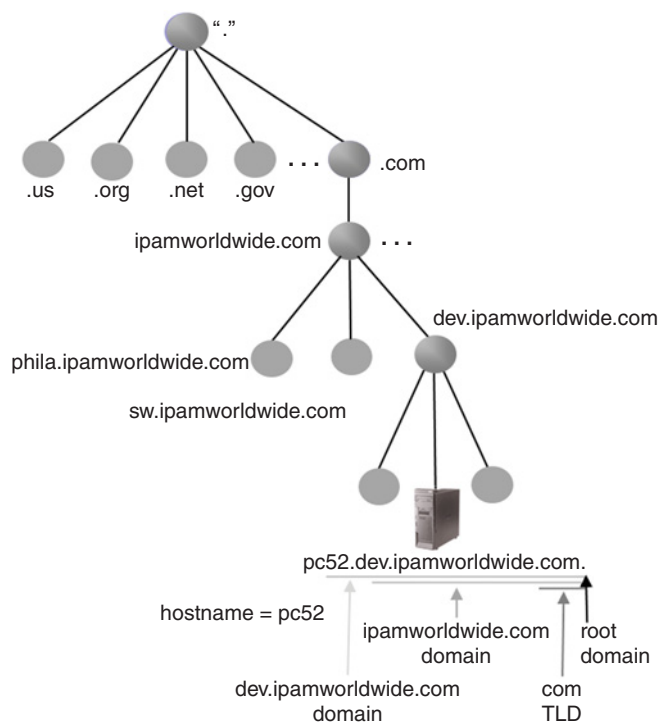 “.”
. . .
.com
.us
.org
.net
.gov
ipamworldwide.com
. . .
dev.ipamworldwide.com
phila.ipamworldwide.com
sw.ipamworldwide.com
pc52.dev.ipamworldwide.com.
hostname = pc52
ipamworldwide.com
domain
root
domain
dev.ipamworldwide.com
domain
com
TLD